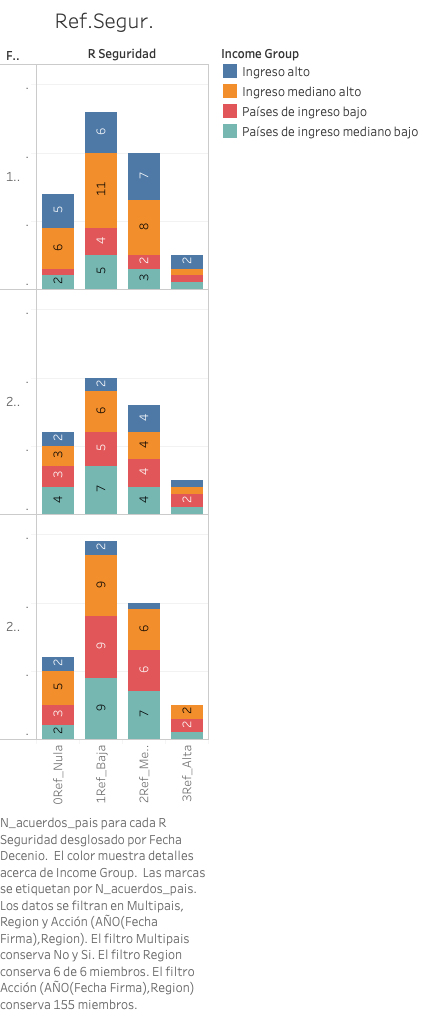 Ref.Segur.
F..
R Seguridad
Income Group
Ingreso alto
Ingreso mediano alto
Países de ingreso bajo
Países de ingreso mediano bajo
1..
5
6
2
6
11
4
5
7
8
2
3
2
2..
2
3
3
4
2
6
5
7
4
4
4
4
2
2..
2
5
3
2
2
9
9
9
6
6
7
2
2
0Ref_Nula
1Ref_Baja
2Ref_Me..
3Ref_Alta
N_acuerdos_pais para cada R
Seguridad desglosado por Fecha
Decenio.  El color muestra detalles
acerca de Income Group.  Las marcas
se etiquetan por N_acuerdos_pais.
Los datos se filtran en Multipais,
Region y Acción (AÑO(Fecha
Firma),Region). El filtro Multipais
conserva No y Si. El filtro Region
conserva 6 de 6 miembros. El filtro
Acción (AÑO(Fecha Firma),Region)
conserva 155 miembros.